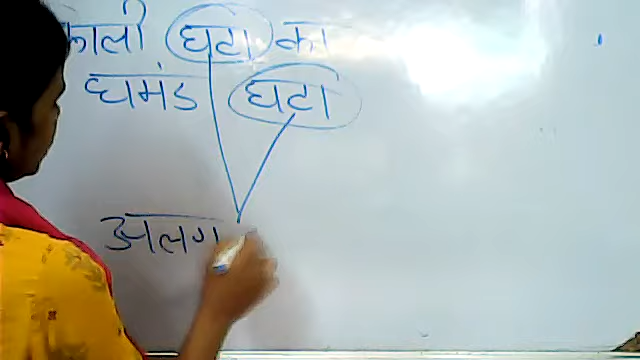 काली घटा का
घमंड घटा
अलग